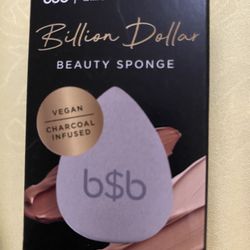 Billion Dollar
BEAUTY SPONGE
VEGAN
CHARCOAL
INFUSED
b$b